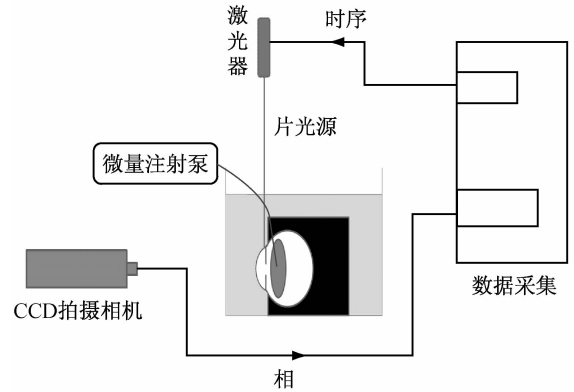 激
光
器
时序
片光源
微量注射泵
CCD拍摄相机
数据采集
相